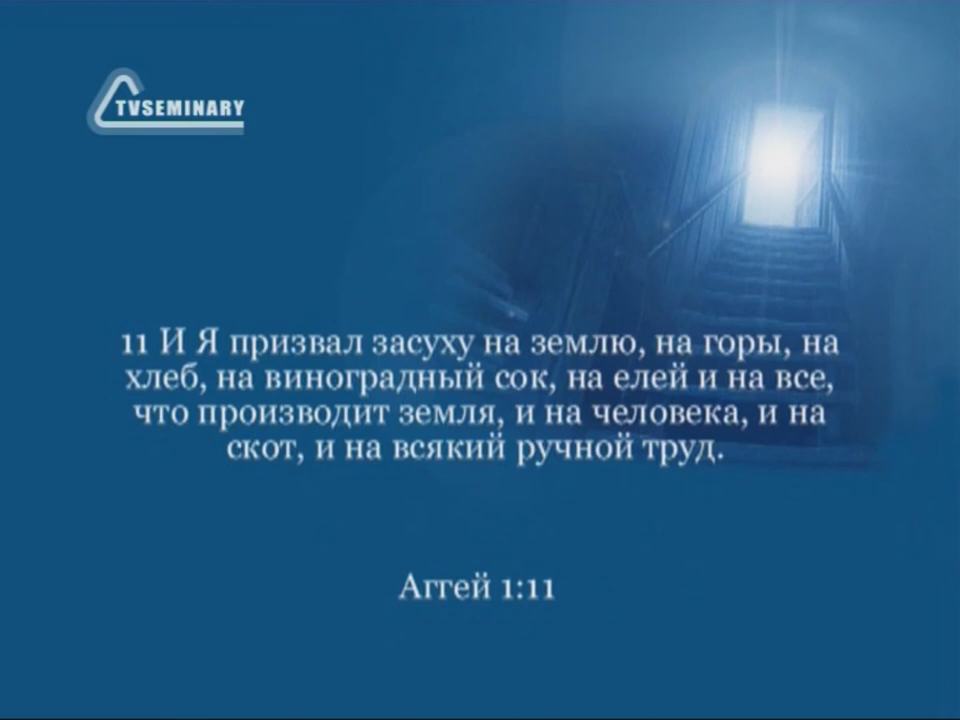 TVSEMINARY
11 И Я призвал засуху на землю, на горы, на
хлеб, на виноградный сок, на елей и на все,
что производит земля, и на человека, и на
скот, и на всякий ручной труд.
Аггей 1:11